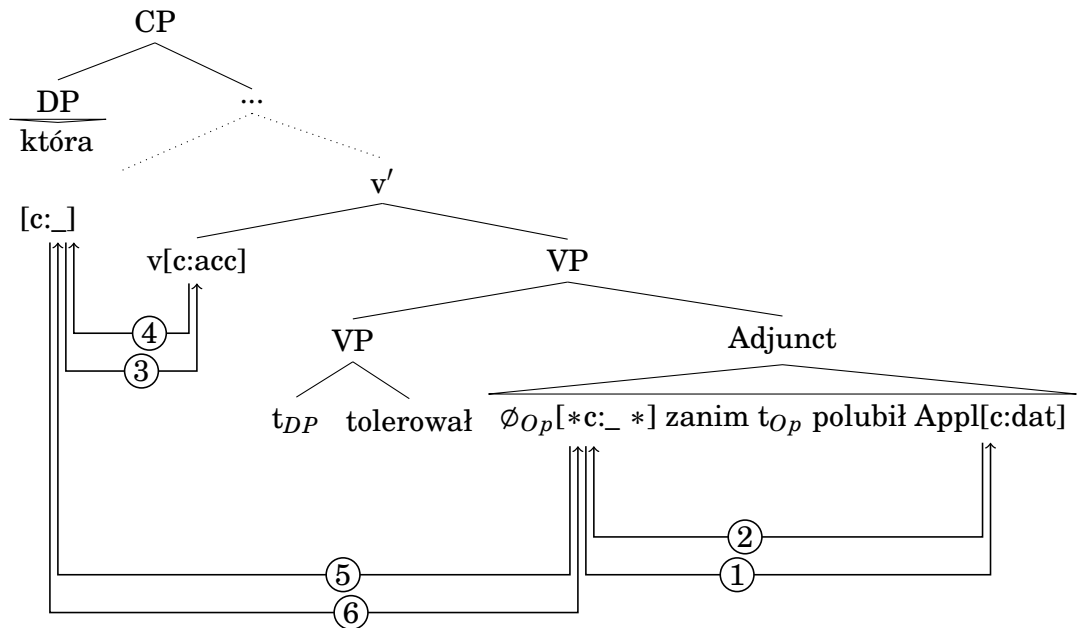 CP
DP ...
która
v′
[c:_]
v[c:acc] VP
④
VP Adjunct
③
t_DP tolerował ∅_Op[∗c:_ ∗] zanim t_Op polubił Appl[c:dat]
②
⑤ ①
⑥